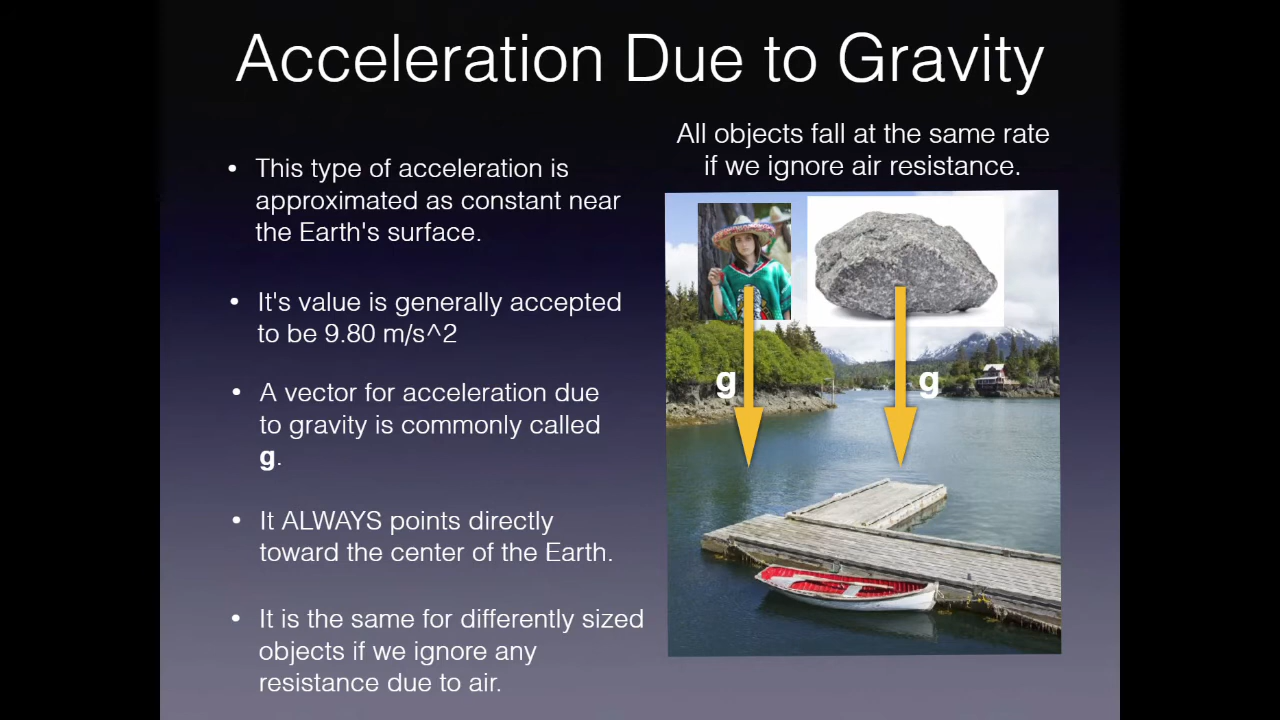 Acceleration Due to Gravity
• This type of acceleration is
approximated as constant near
the Earth's surface.
• It's value is generally accepted
to be 9.80 m/s^2
• A vector for acceleration due
to gravity is commonly called
g.
• It ALWAYS points directly
toward the center of the Earth.
• It is the same for differently sized
objects if we ignore any
resistance due to air.
All objects fall at the same rate
if we ignore air resistance.
g
g